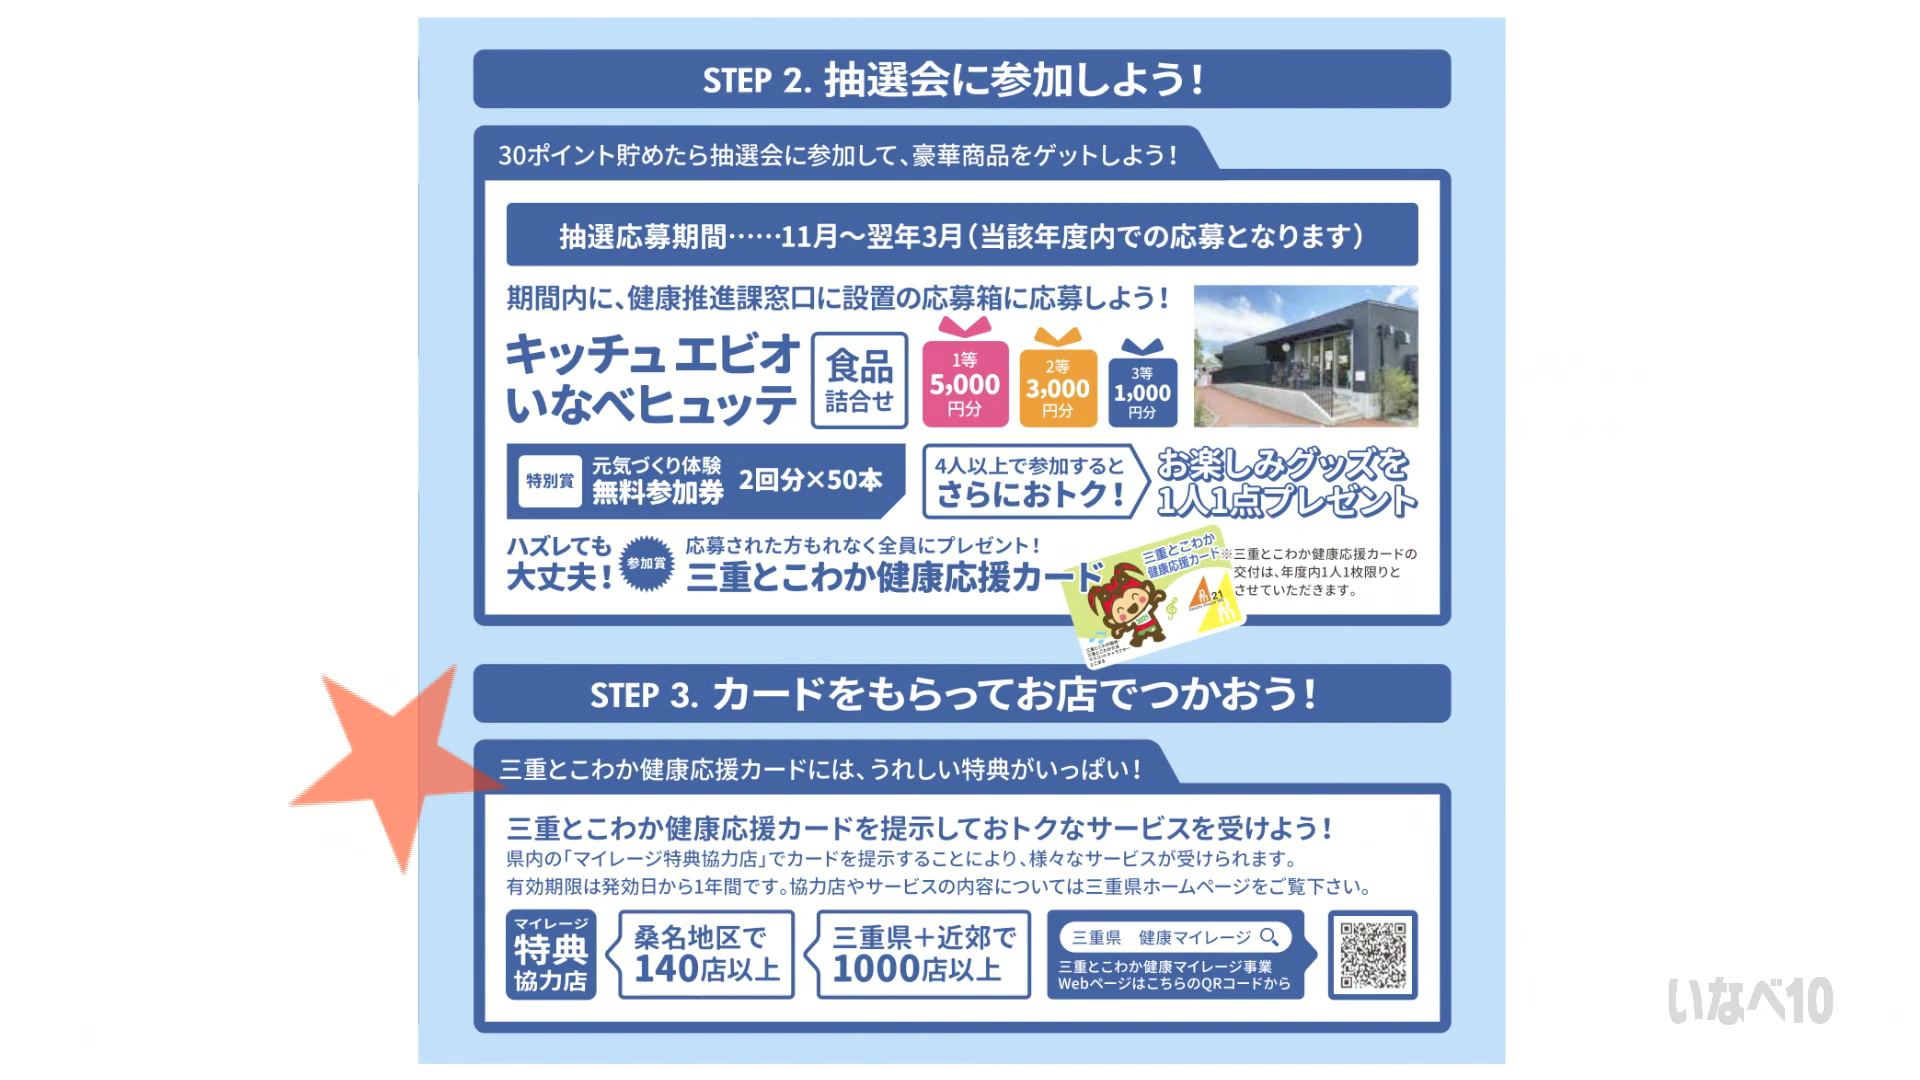 STEP 2. 抽選会に参加しよう!
30ポイント貯めたら抽選会に参加して、豪華商品をゲットしよう!
抽選応募期間……11月〜翌年3月（当該年度内での応募となります）
期間内に、健康推進課窓口に設置の応募箱に応募しよう!
キッチュ エビオ
いなべヒュッテ
食品
詰合せ
1等
5,000
円分
2等
3,000
円分
3等
1,000
円分
特別賞
元気づくり体験
無料参加券
2回分×50本
4人以上で参加すると
さらにおトク!
お楽しみグッズを
1人1点プレゼント
ハズレても
大丈夫!
参加賞
応募された方もれなく全員にプレゼント!
三重とこわか健康応援カード
三重とこわか
健康応援カード
※三重とこわか健康応援カードの
交付は、年度内1人1枚限りと
させていただきます。
STEP 3. カードをもらってお店でつかおう!
三重とこわか健康応援カードには、うれしい特典がいっぱい!
三重とこわか健康応援カードを提示しておトクなサービスを受けよう!
県内の「マイレージ特典協力店」でカードを提示することにより、様々なサービスが受けられます。
有効期限は発効日から1年間です。協力店やサービスの内容については三重県ホームページをご覧下さい。
マイレージ
特典
協力店
桑名地区で
140店以上
三重県＋近郊で
1000店以上
三重県 健康マイレージ
三重とこわか健康マイレージ事業
WebページはこちらのQRコードから
いなべ10